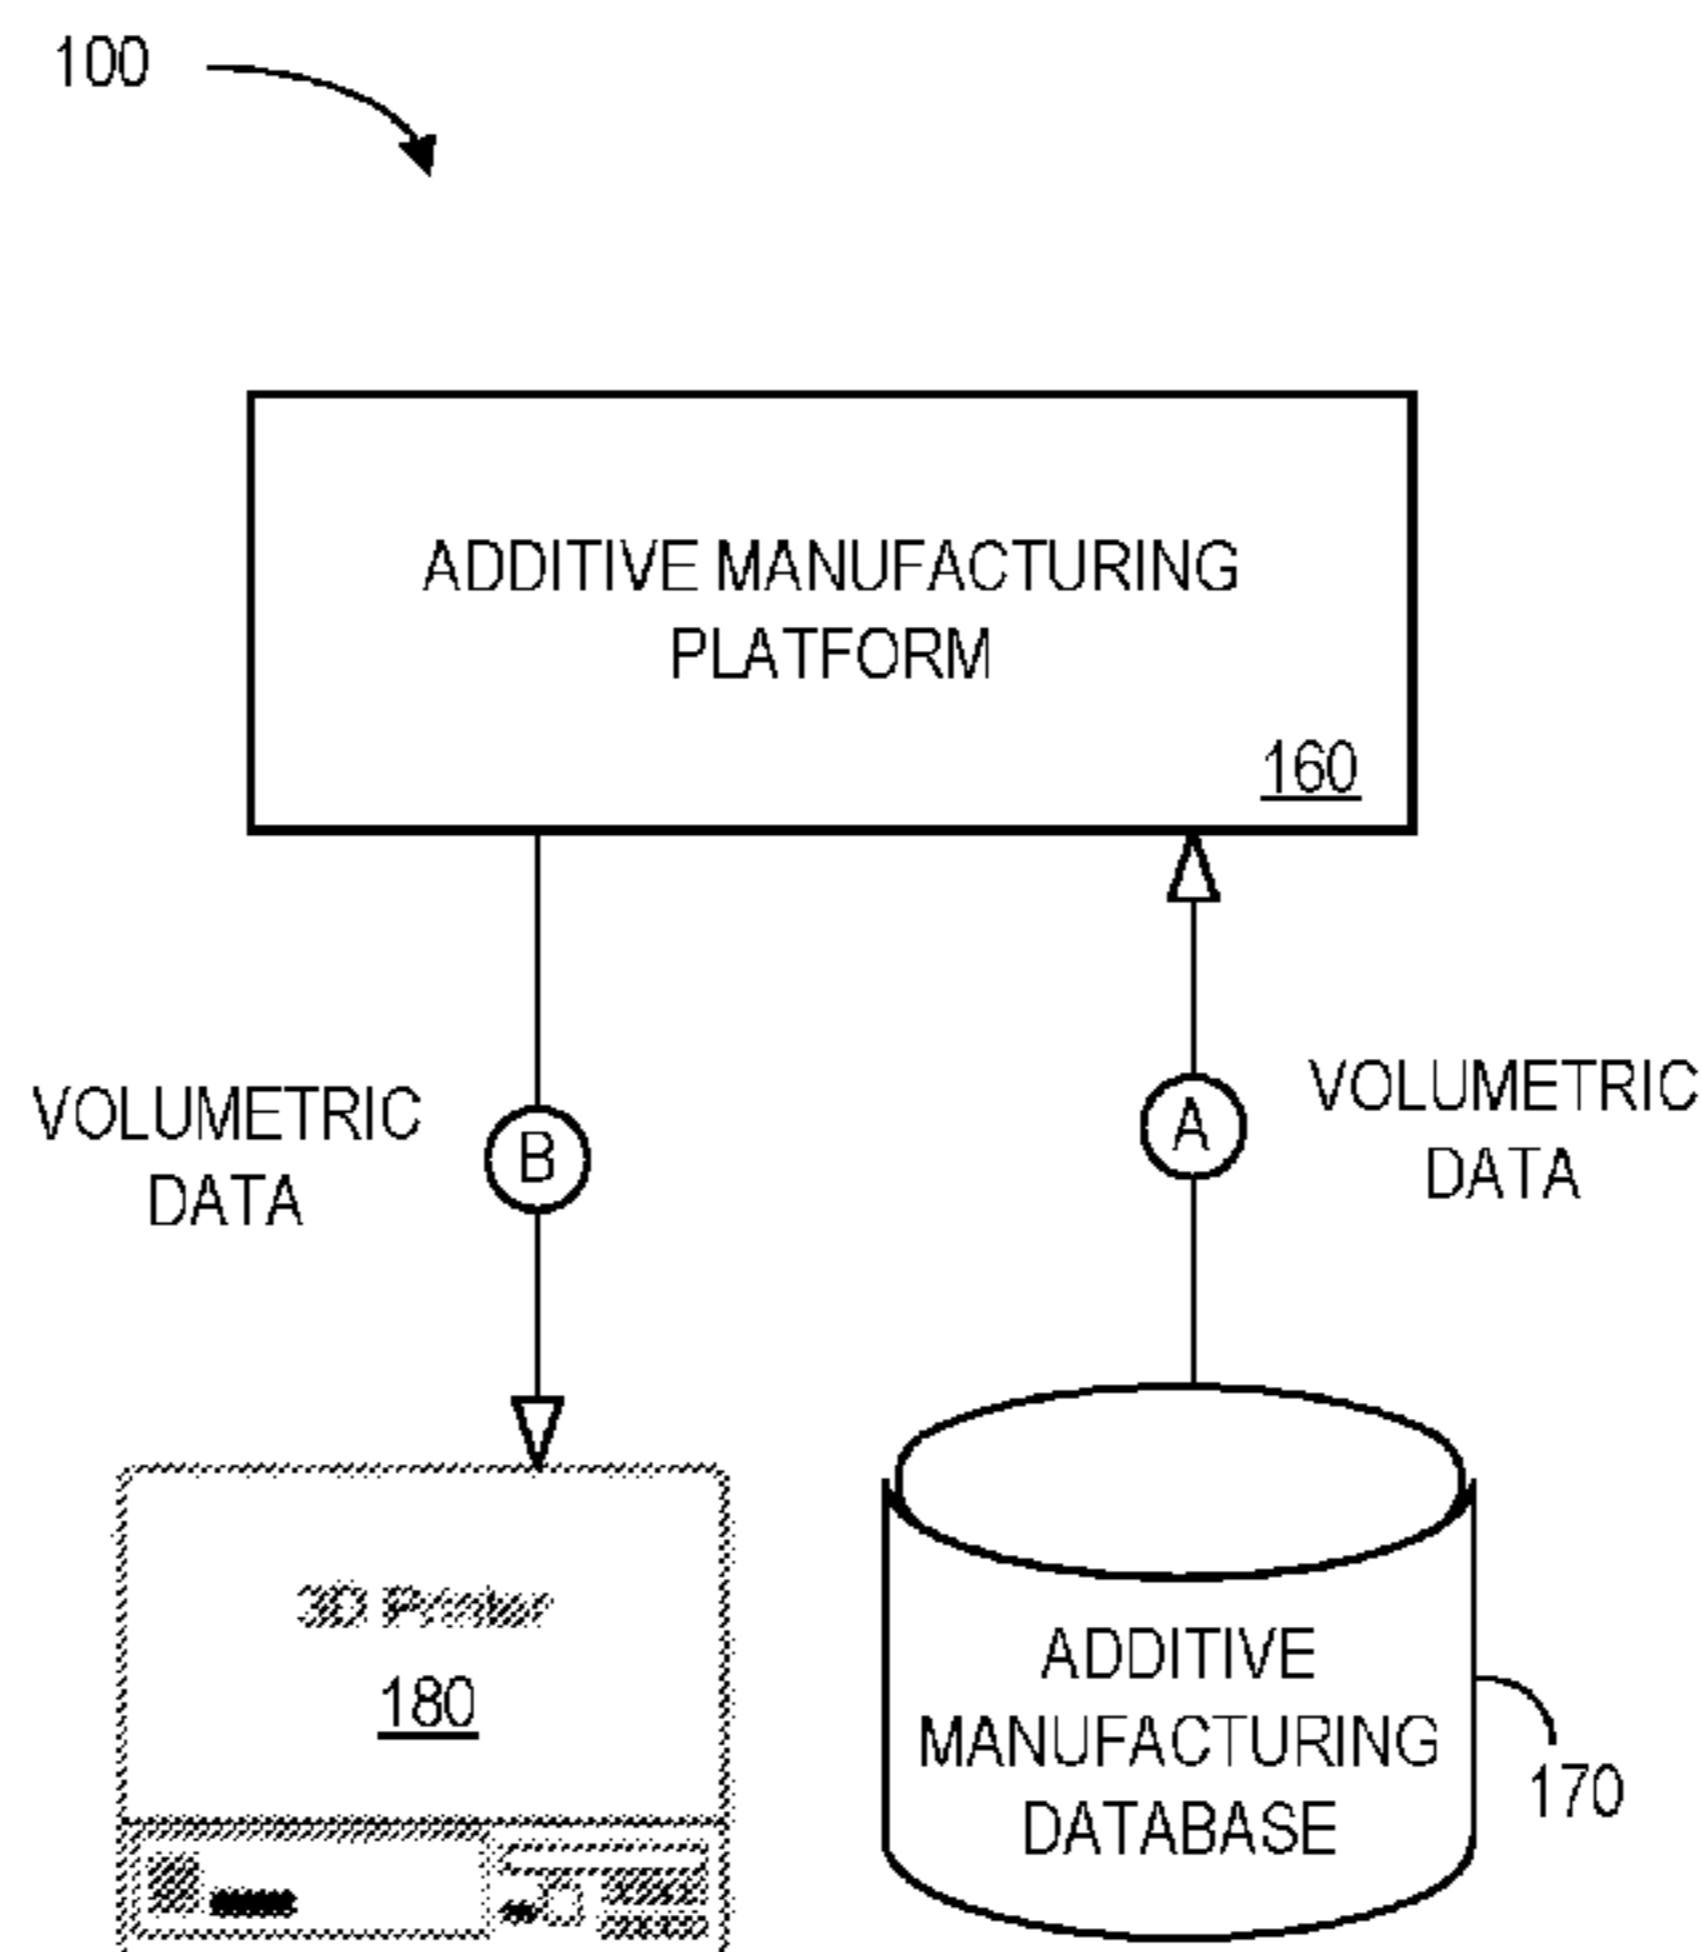 100
ADDITIVE MANUFACTURING
PLATFORM
160
VOLUMETRIC
DATA
B
A
VOLUMETRIC
DATA
3D Printer
180
ADDITIVE
MANUFACTURING
DATABASE
170